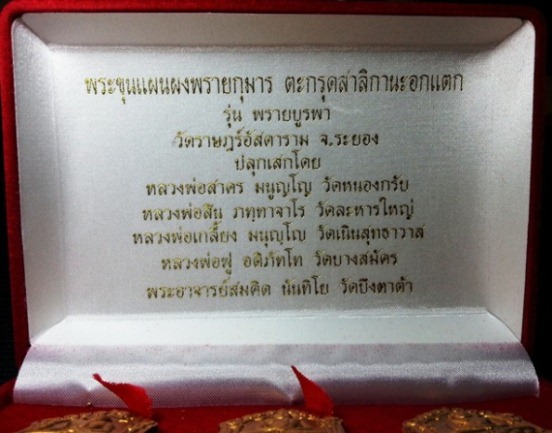 พระขุนแผนผงพรายกุมาร ตะกรุดสาลิกานะอกแตก
รุ่น พรายบูรพา
วัดราษฎร์อัสดาราม จ.ระยอง
ปลุกเสกโดย
หลวงพ่อสาคร มนุญฺโญ วัดหนองกรับ
หลวงพ่อสิน ภทฺทาจาโร วัดละหารใหญ่
หลวงพ่อเกลี้ยง มนุญฺโญ วัดเนินสุทธาวาส
หลวงพ่อฟู อติภัทโท วัดบางสมัคร
พระอาจารย์สมคิด นันทิโย วัดบึงตาต้า